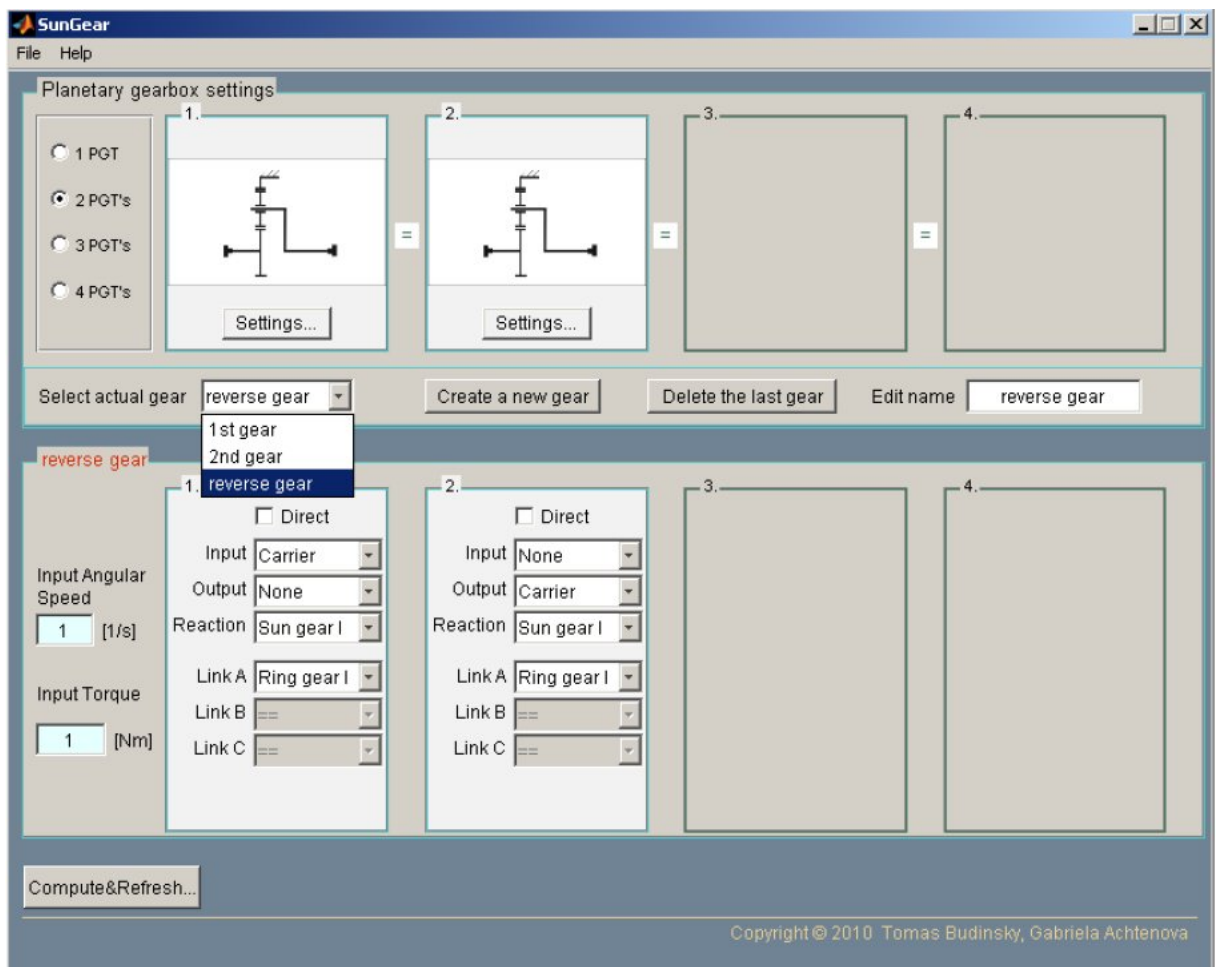 SunGear
File Help
Planetary gearbox settings
1. 2. 3. 4.
1 PGT
2 PGT's
3 PGT's
4 PGT's
= = =
Settings... Settings...
Select actual gear reverse gear Create a new gear Delete the last gear Edit name reverse gear
1st gear
2nd gear
reverse gear
reverse gear
1. 2. 3. 4.
Direct Direct
Input Carrier Input None
Output None Output Carrier
Reaction Sun gear I Reaction Sun gear I
Link A Ring gear I Link A Ring gear I
Link B == Link B ==
Link C == Link C ==
Input Angular
Speed
1 [1/s]
Input Torque
1 [Nm]
Compute&Refresh...
Copyright © 2010 Tomas Budinsky, Gabriela Achtenova